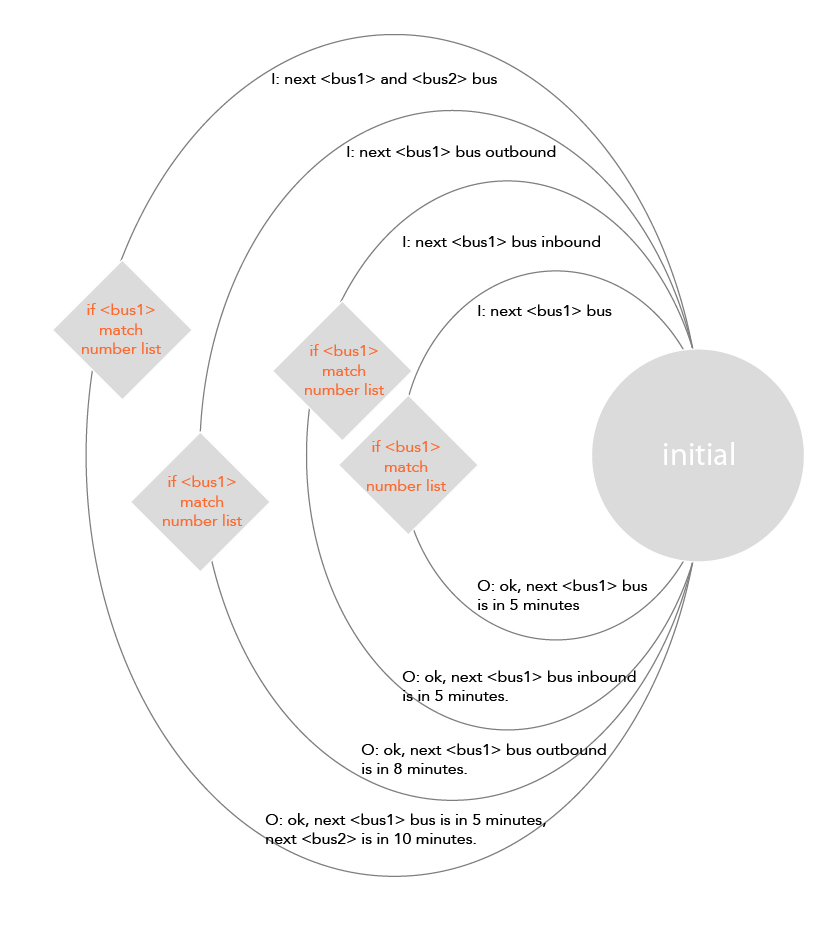 I: next <bus1> and <bus2> bus
I: next <bus1> bus outbound
I: next <bus1> bus inbound
I: next <bus1> bus
if <bus1>
match
number list
if <bus1>
match
number list
if <bus1>
match
number list
if <bus1>
match
number list
initial
O: ok, next <bus1> bus
is in 5 minutes
O: ok, next <bus1> bus inbound
is in 5 minutes.
O: ok, next <bus1> bus outbound
is in 8 minutes.
O: ok, next <bus1> bus is in 5 minutes,
next <bus2> is in 10 minutes.